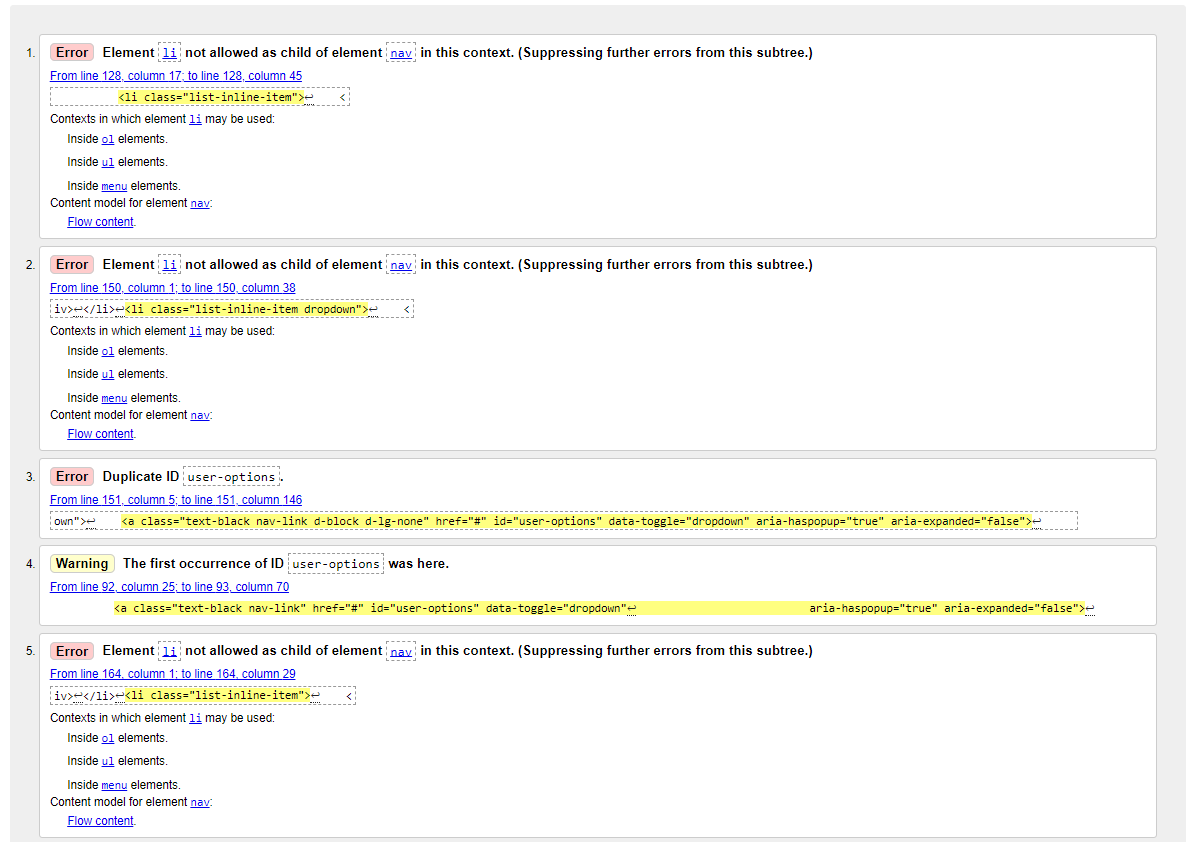 1. Error Element li not allowed as child of element nav in this context. (Suppressing further errors from this subtree.)
From line 128, column 17; to line 128, column 45
<li class="list-inline-item">↩ <
Contexts in which element li may be used:
Inside ol elements.
Inside ul elements.
Inside menu elements.
Content model for element nav:
Flow content.
2. Error Element li not allowed as child of element nav in this context. (Suppressing further errors from this subtree.)
From line 150, column 1; to line 150, column 38
iv>↩</li>↩<li class="list-inline-item dropdown">↩ <
Contexts in which element li may be used:
Inside ol elements.
Inside ul elements.
Inside menu elements.
Content model for element nav:
Flow content.
3. Error Duplicate ID user-options.
From line 151, column 5; to line 151, column 146
own">↩ <a class="text-black nav-link d-block d-lg-none" href="#" id="user-options" data-toggle="dropdown" aria-haspopup="true" aria-expanded="false">↩
4. Warning The first occurrence of ID user-options was here.
From line 92, column 25; to line 93, column 70
<a class="text-black nav-link" href="#" id="user-options" data-toggle="dropdown"↩ aria-haspopup="true" aria-expanded="false">↩
5. Error Element li not allowed as child of element nav in this context. (Suppressing further errors from this subtree.)
From line 164, column 1; to line 164, column 29
iv>↩</li>↩<li class="list-inline-item">↩ <
Contexts in which element li may be used:
Inside ol elements.
Inside ul elements.
Inside menu elements.
Content model for element nav:
Flow content.